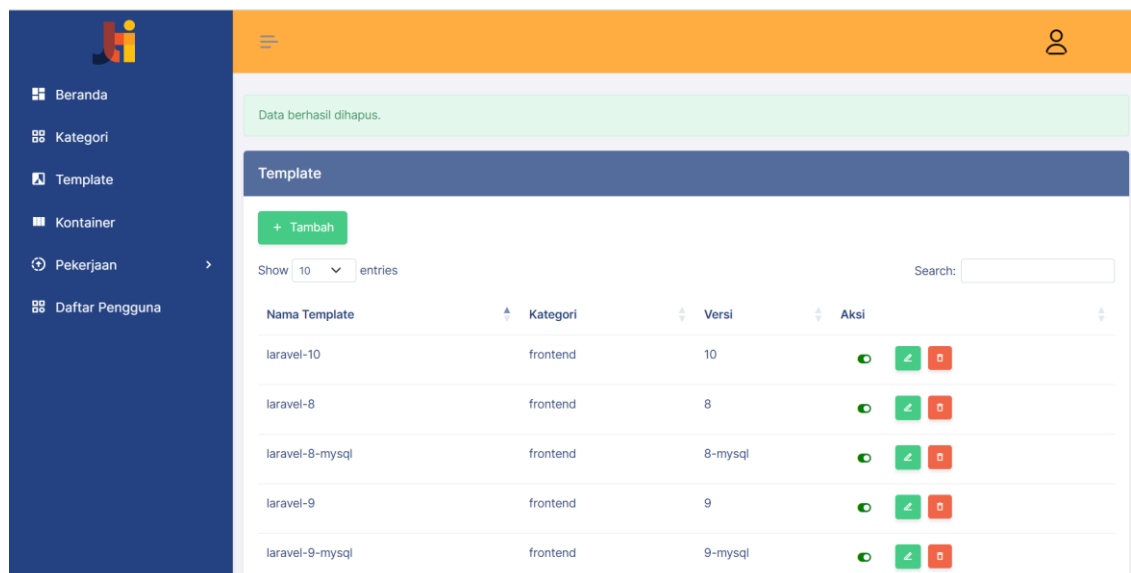 JTI
Beranda
Kategori
Template
Kontainer
Pekerjaan
Daftar Pengguna
Data berhasil dihapus.
Template
+ Tambah
Show 10 entries
Search:
Nama Template Kategori Versi Aksi
laravel-10 frontend 10
laravel-8 frontend 8
laravel-8-mysql frontend 8-mysql
laravel-9 frontend 9
laravel-9-mysql frontend 9-mysql